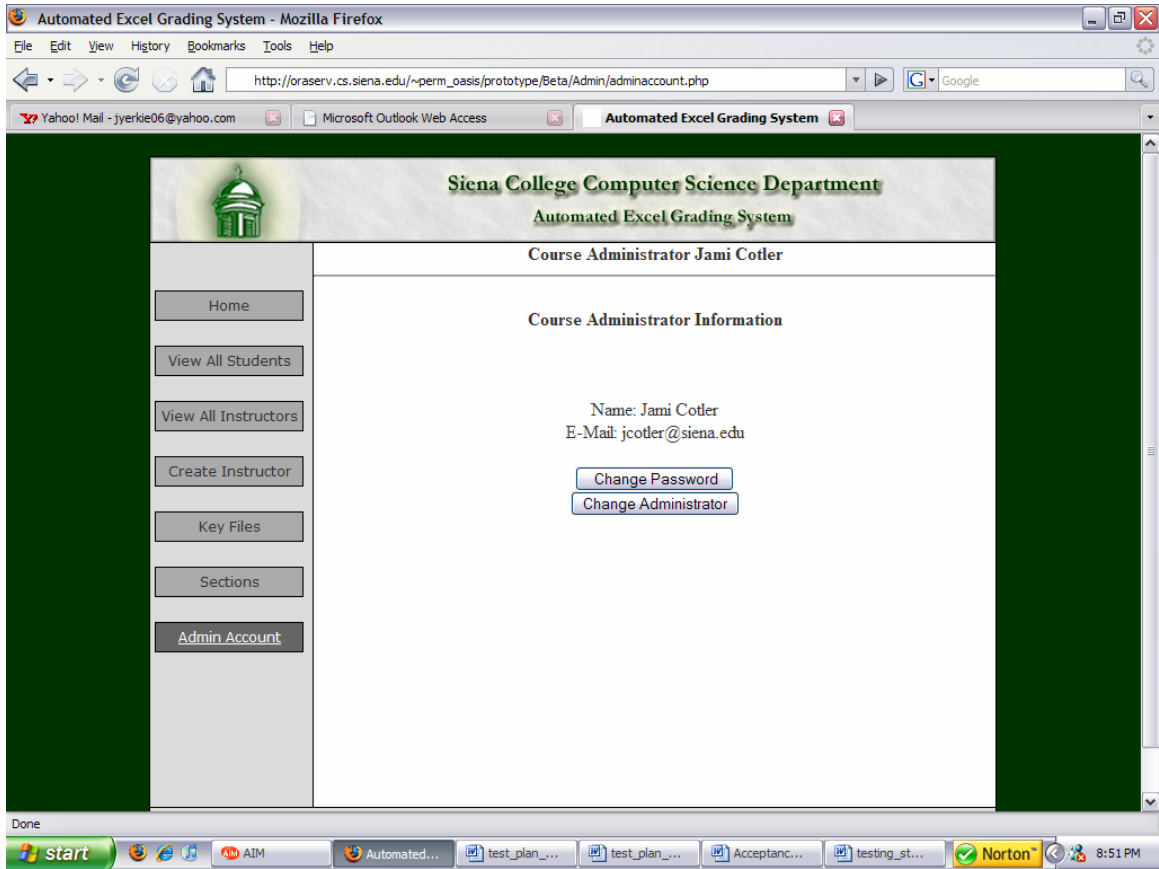 Automated Excel Grading System - Mozilla Firefox
File Edit View History Bookmarks Tools Help
http://oraserv.cs.siena.edu/~perm_oasis/prototype/Beta/Admin/adminaccount.php
G Google
Yahoo! Mail - jyerkie06@yahoo.com
Microsoft Outlook Web Access
Automated Excel Grading System
Siena College Computer Science Department
Automated Excel Grading System
Course Administrator Jami Cotler
Home
View All Students
View All Instructors
Create Instructor
Key Files
Sections
Admin Account
Course Administrator Information
Name: Jami Cotler
E-Mail: jcotler@siena.edu
Change Password
Change Administrator
Done
start
AIM
Automated...
test_plan_...
test_plan_...
Acceptanc...
testing_st...
Norton™
8:51 PM